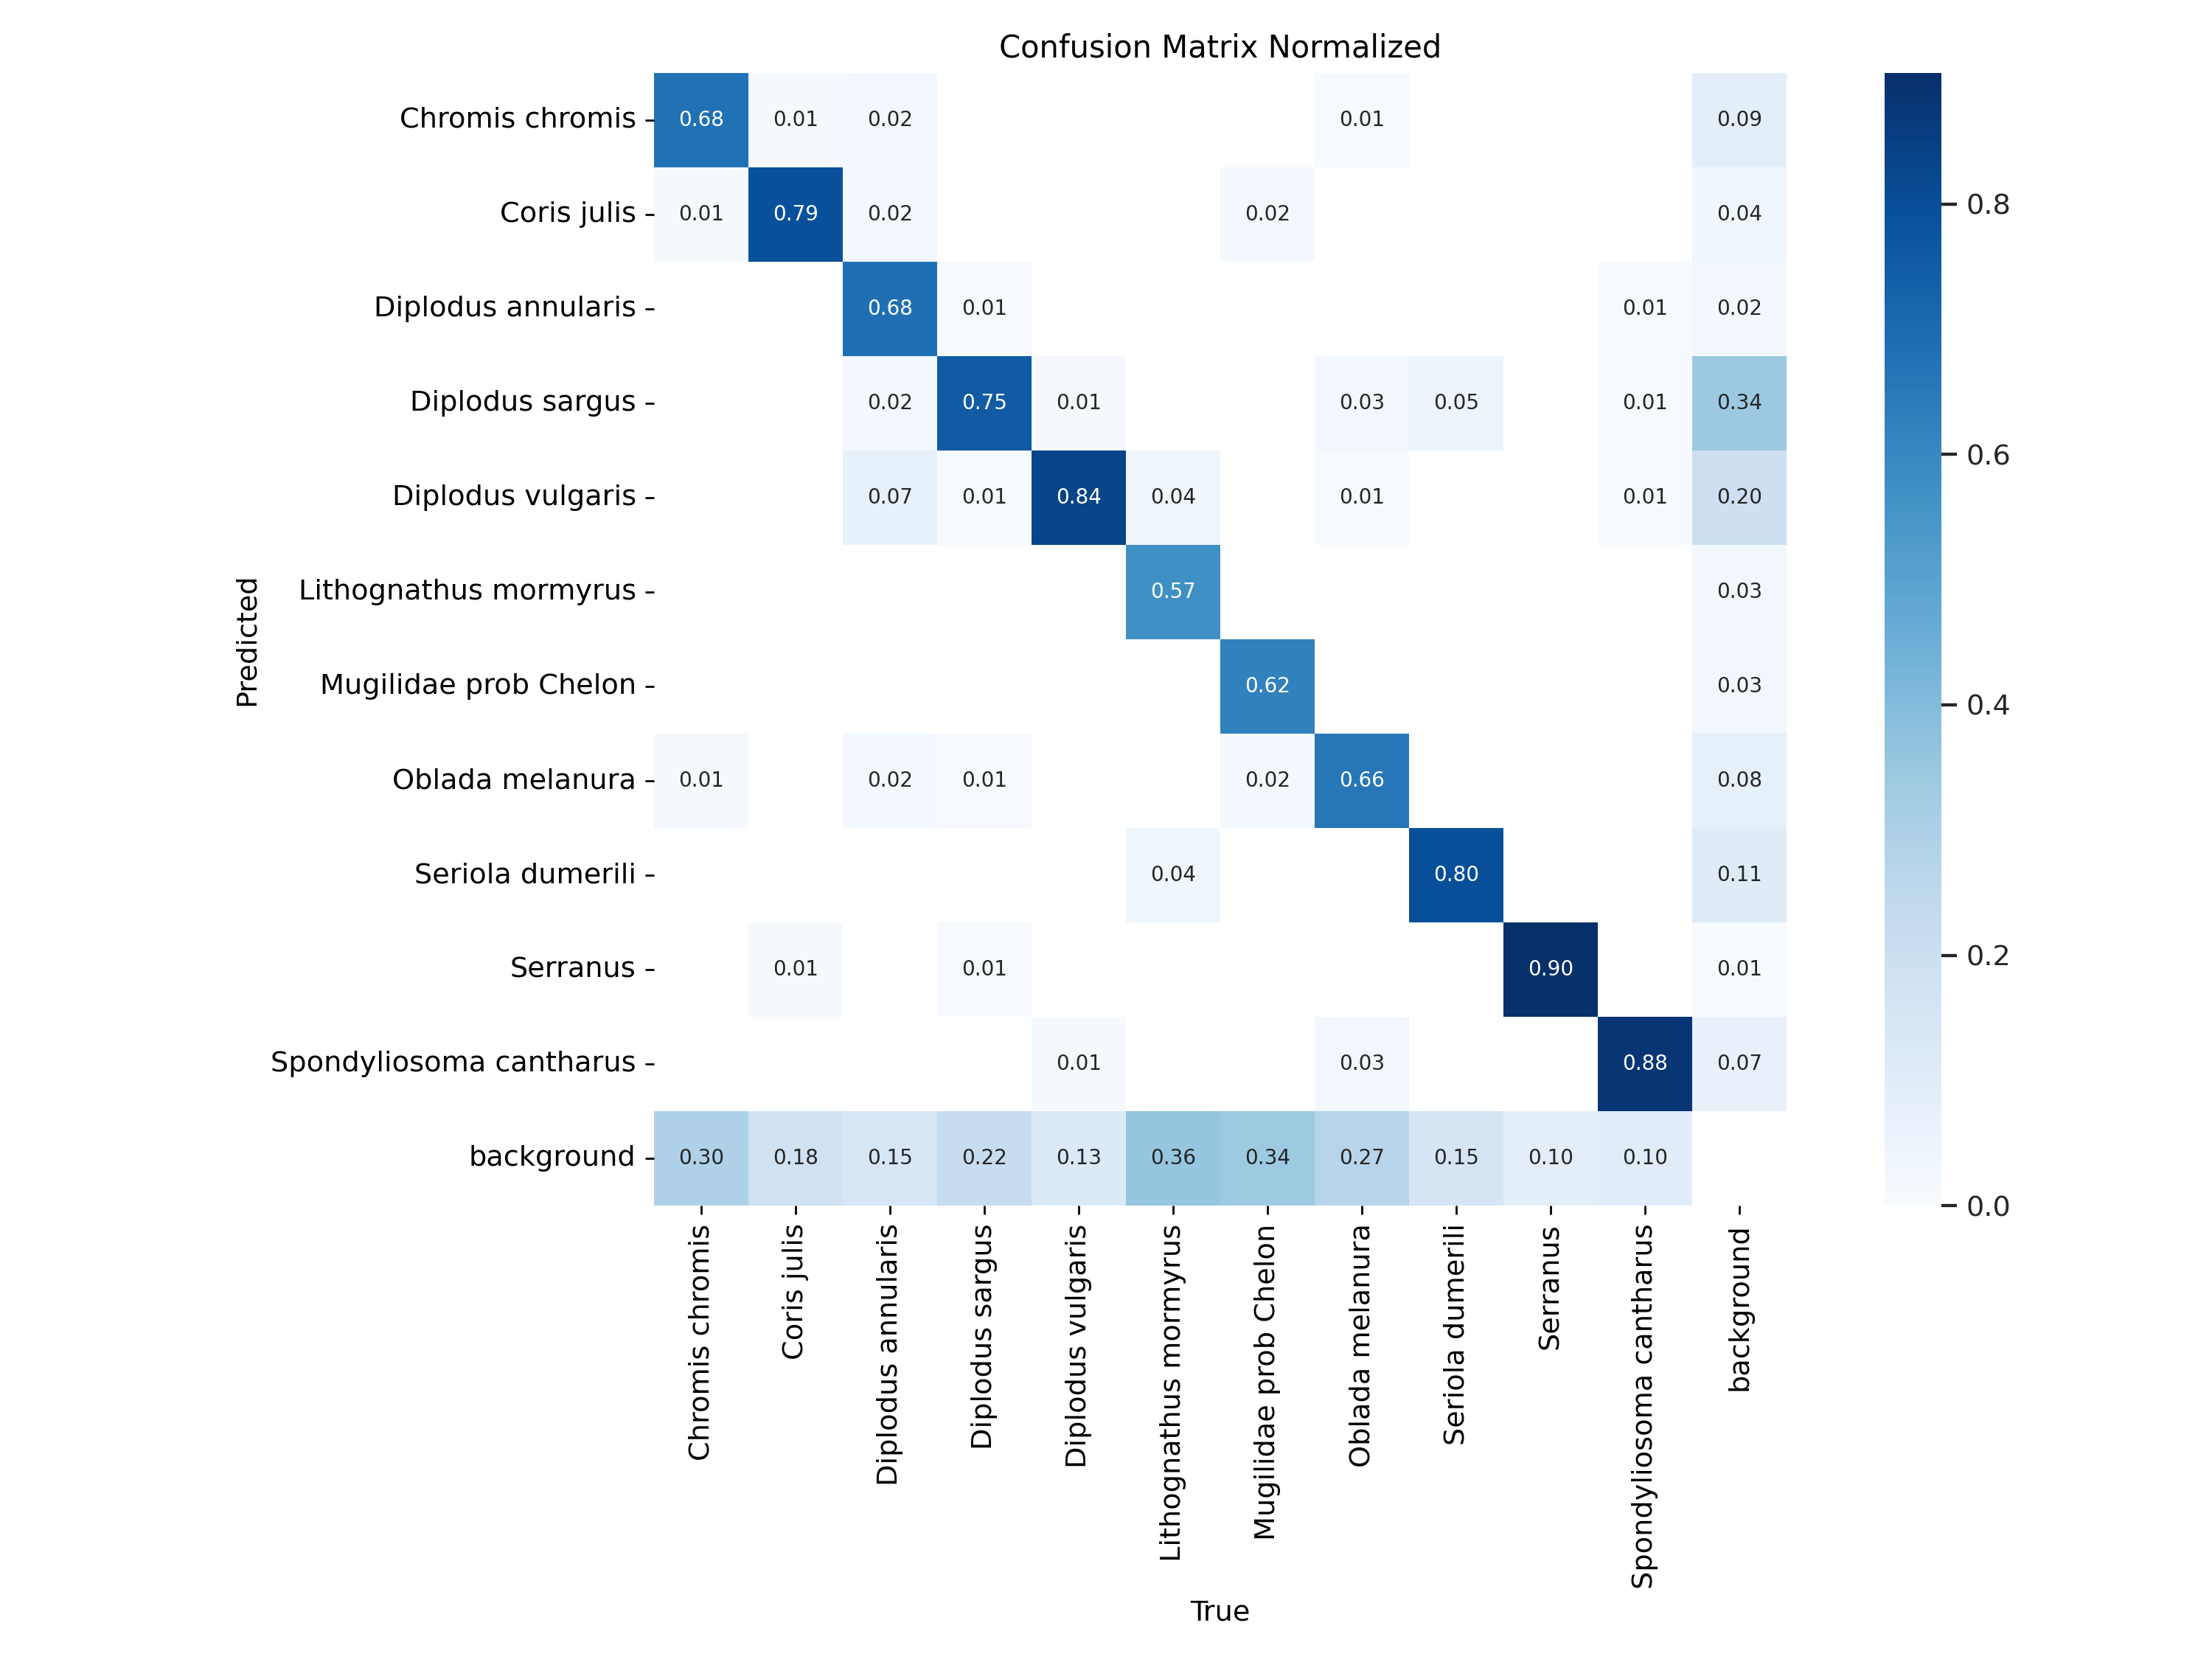 Confusion Matrix Normalized
Chromis chromis 0.68 0.01 0.02 0.01 0.09
Coris julis 0.01 0.79 0.02 0.02 0.04
0.8
Diplodus annularis 0.68 0.01 0.01 0.02
Diplodus sargus 0.02 0.75 0.01 0.03 0.05 0.01 0.34
0.6
Diplodus vulgaris 0.07 0.01 0.84 0.04 0.01 0.01 0.20
Lithognathus mormyrus 0.57 0.03
Predicted
Mugilidae prob Chelon 0.62 0.03
0.4
Oblada melanura 0.01 0.02 0.01 0.02 0.66 0.08
Seriola dumerili 0.04 0.80 0.11
0.2
Serranus 0.01 0.01 0.90 0.01
Spondyliosoma cantharus 0.01 0.03 0.88 0.07
background 0.30 0.18 0.15 0.22 0.13 0.36 0.34 0.27 0.15 0.10 0.10
0.0
Chromis chromis
Coris julis
Diplodus annularis
Diplodus sargus
Diplodus vulgaris
Lithognathus mormyrus
Mugilidae prob Chelon
Oblada melanura
Seriola dumerili
Serranus
Spondyliosoma cantharus
background
True